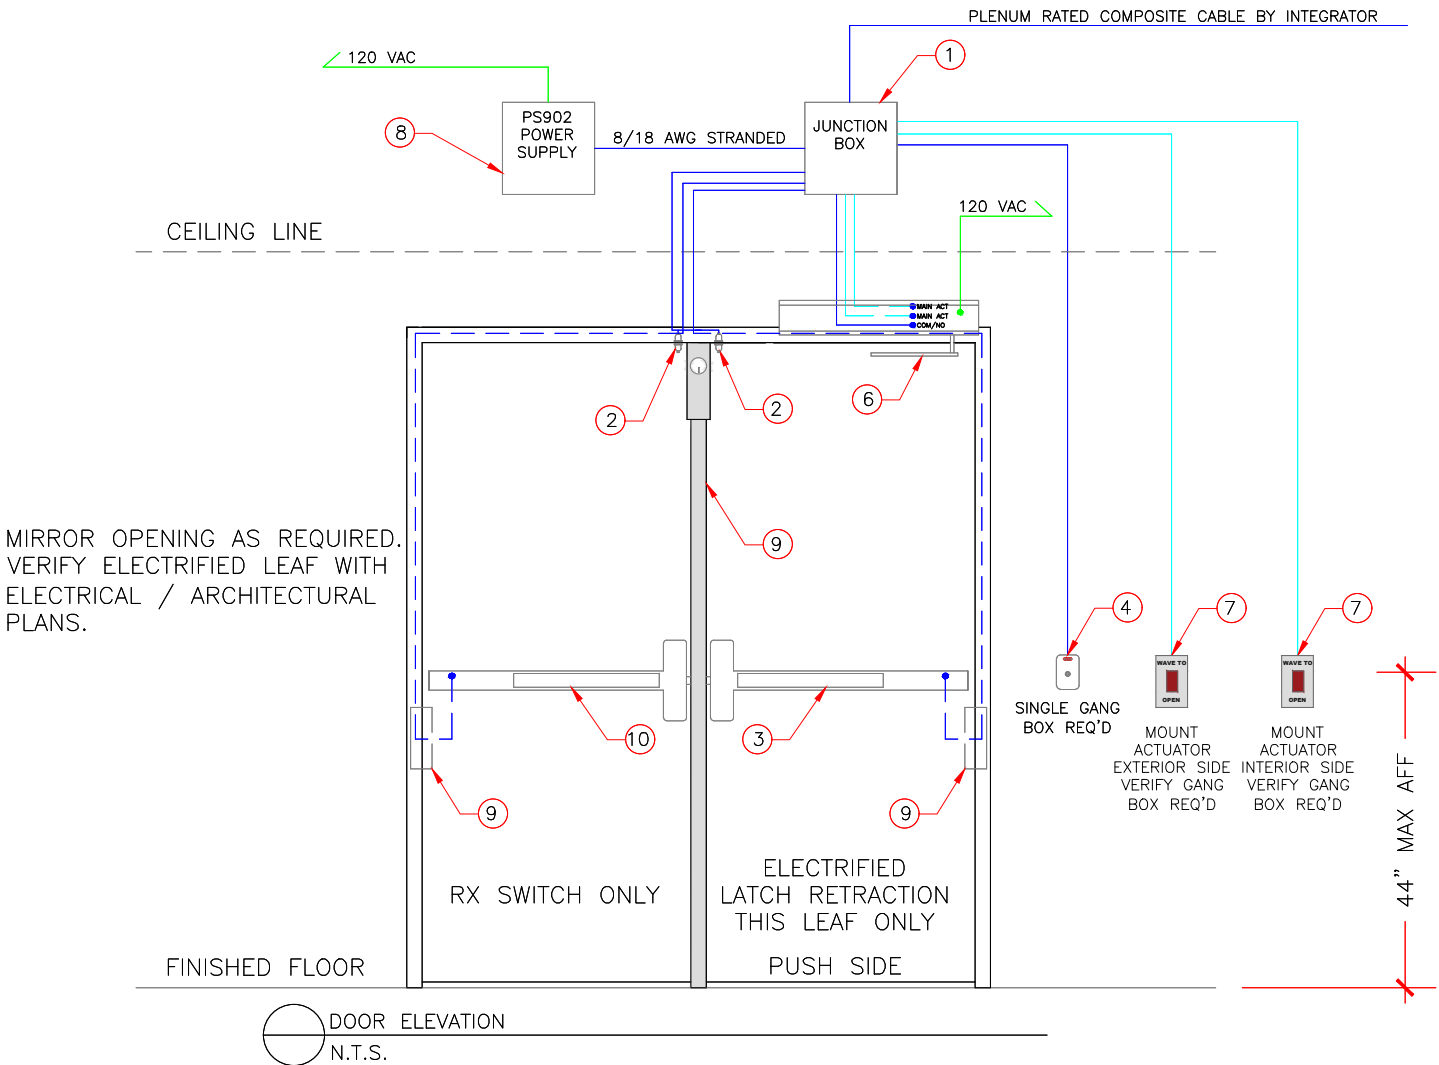 PLENUM RATED COMPOSITE CABLE BY INTEGRATOR
120 VAC
1
PS902
POWER
SUPPLY
8
8/18 AWG STRANDED
JUNCTION
BOX
120 VAC
CEILING LINE
MAIN ACT
MAIN ACT
COM/NO
2
2
6
9
MIRROR OPENING AS REQUIRED.
VERIFY ELECTRIFIED LEAF WITH
ELECTRICAL / ARCHITECTURAL
PLANS.
4
7
7
WAVE TO
OPEN
WAVE TO
OPEN
SINGLE GANG
BOX REQ'D
MOUNT
ACTUATOR
EXTERIOR SIDE
VERIFY GANG
BOX REQ'D
MOUNT
ACTUATOR
INTERIOR SIDE
VERIFY GANG
BOX REQ'D
10
3
9
9
44" MAX AFF
RX SWITCH ONLY
ELECTRIFIED
LATCH RETRACTION
THIS LEAF ONLY
PUSH SIDE
FINISHED FLOOR
DOOR ELEVATION
N.T.S.